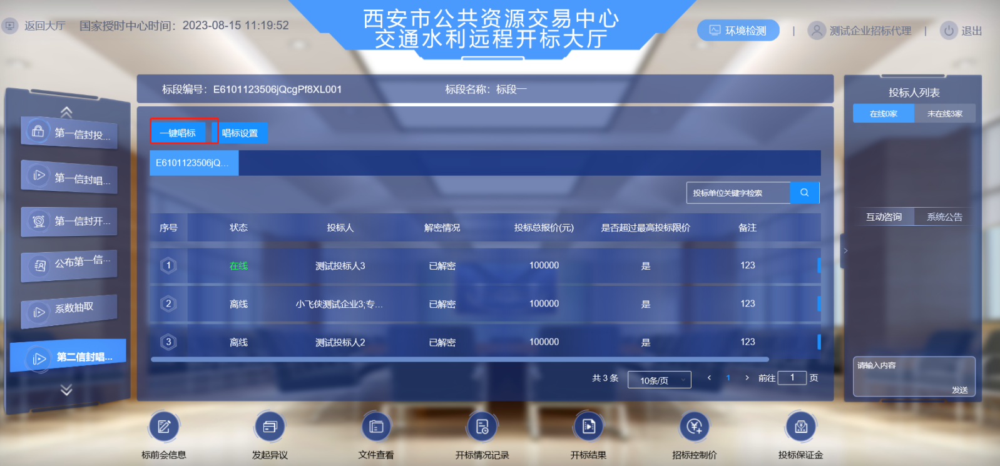 返回大厅
国家授时中心时间：2023-08-15 11:19:52
西安市公共资源交易中心
交通水利远程开标大厅
环境检测
|
测试企业招标代理
|
退出
标段编号：E6101123506jQcgPf8XL001
标段名称：标段一
第一信封投...
第一信封唱...
第一信封开...
公布第一信...
系数抽取
第二信封唱...
一键唱标
唱标设置
E6101123506jQ...
投标单位关键字检索
序号 状态 投标人 解密情况 投标总报价(元) 是否超过最高投标限价 备注
1 在线 测试投标人3 已解密 100000 是 123
2 离线 小飞侠测试企业3;专... 已解密 100000 是 123
3 离线 测试投标人2 已解密 100000 是 123
共 3 条 10条/页 1 前往 1 页
投标人列表
在线0家 未在线3家
互动咨询 系统公告
请输入内容
发送
标前会信息
发起异议
文件查看
开标情况记录
开标结果
招标控制价
投标保证金